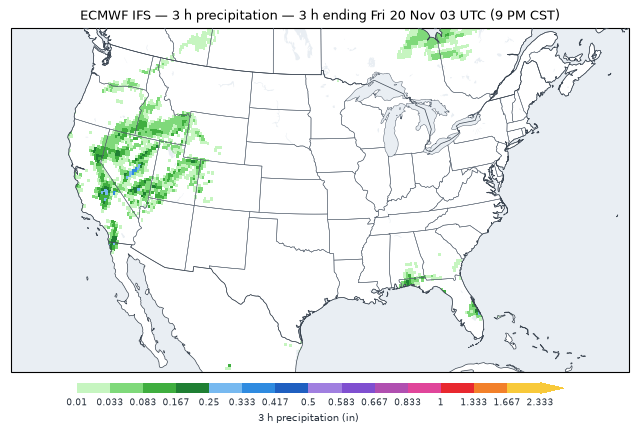 ECMWF IFS — 3 h precipitation — 3 h ending Fri 20 Nov 03 UTC (9 PM CST)
0.01 0.033 0.083 0.167 0.25 0.333 0.417 0.5 0.583 0.667 0.833 1 1.333 1.667 2.333
3 h precipitation (in)